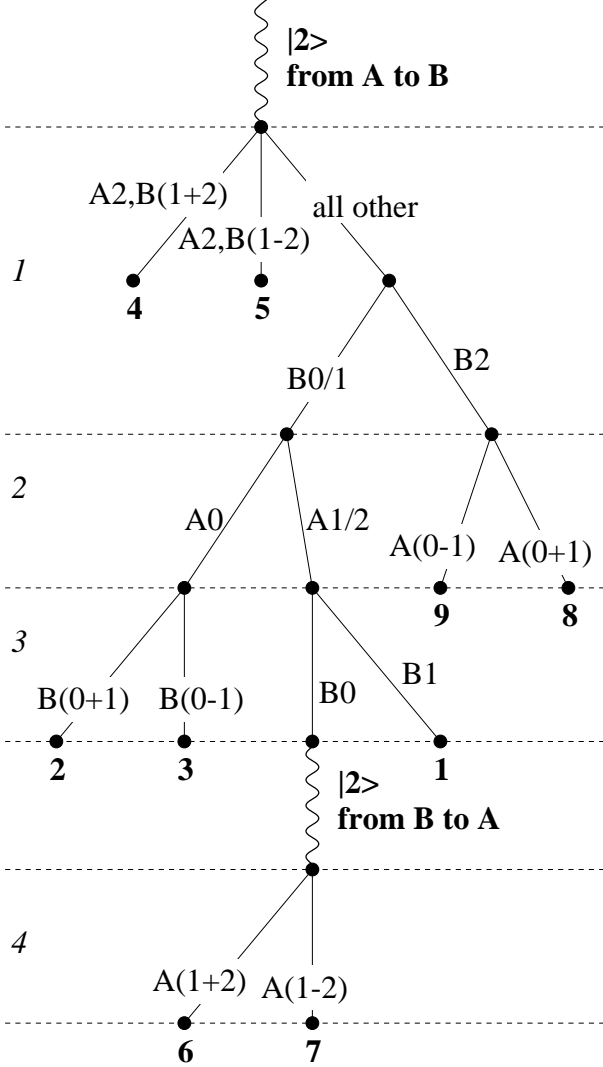 |2>
from A to B
A2,B(1+2)
all other
A2,B(1-2)
1
4
5
B0/1
B2
2
A0
A1/2
A(0-1)
A(0+1)
9
8
3
B(0+1)
B(0-1)
B0
B1
2
3
1
|2>
from B to A
4
A(1+2)
A(1-2)
6
7